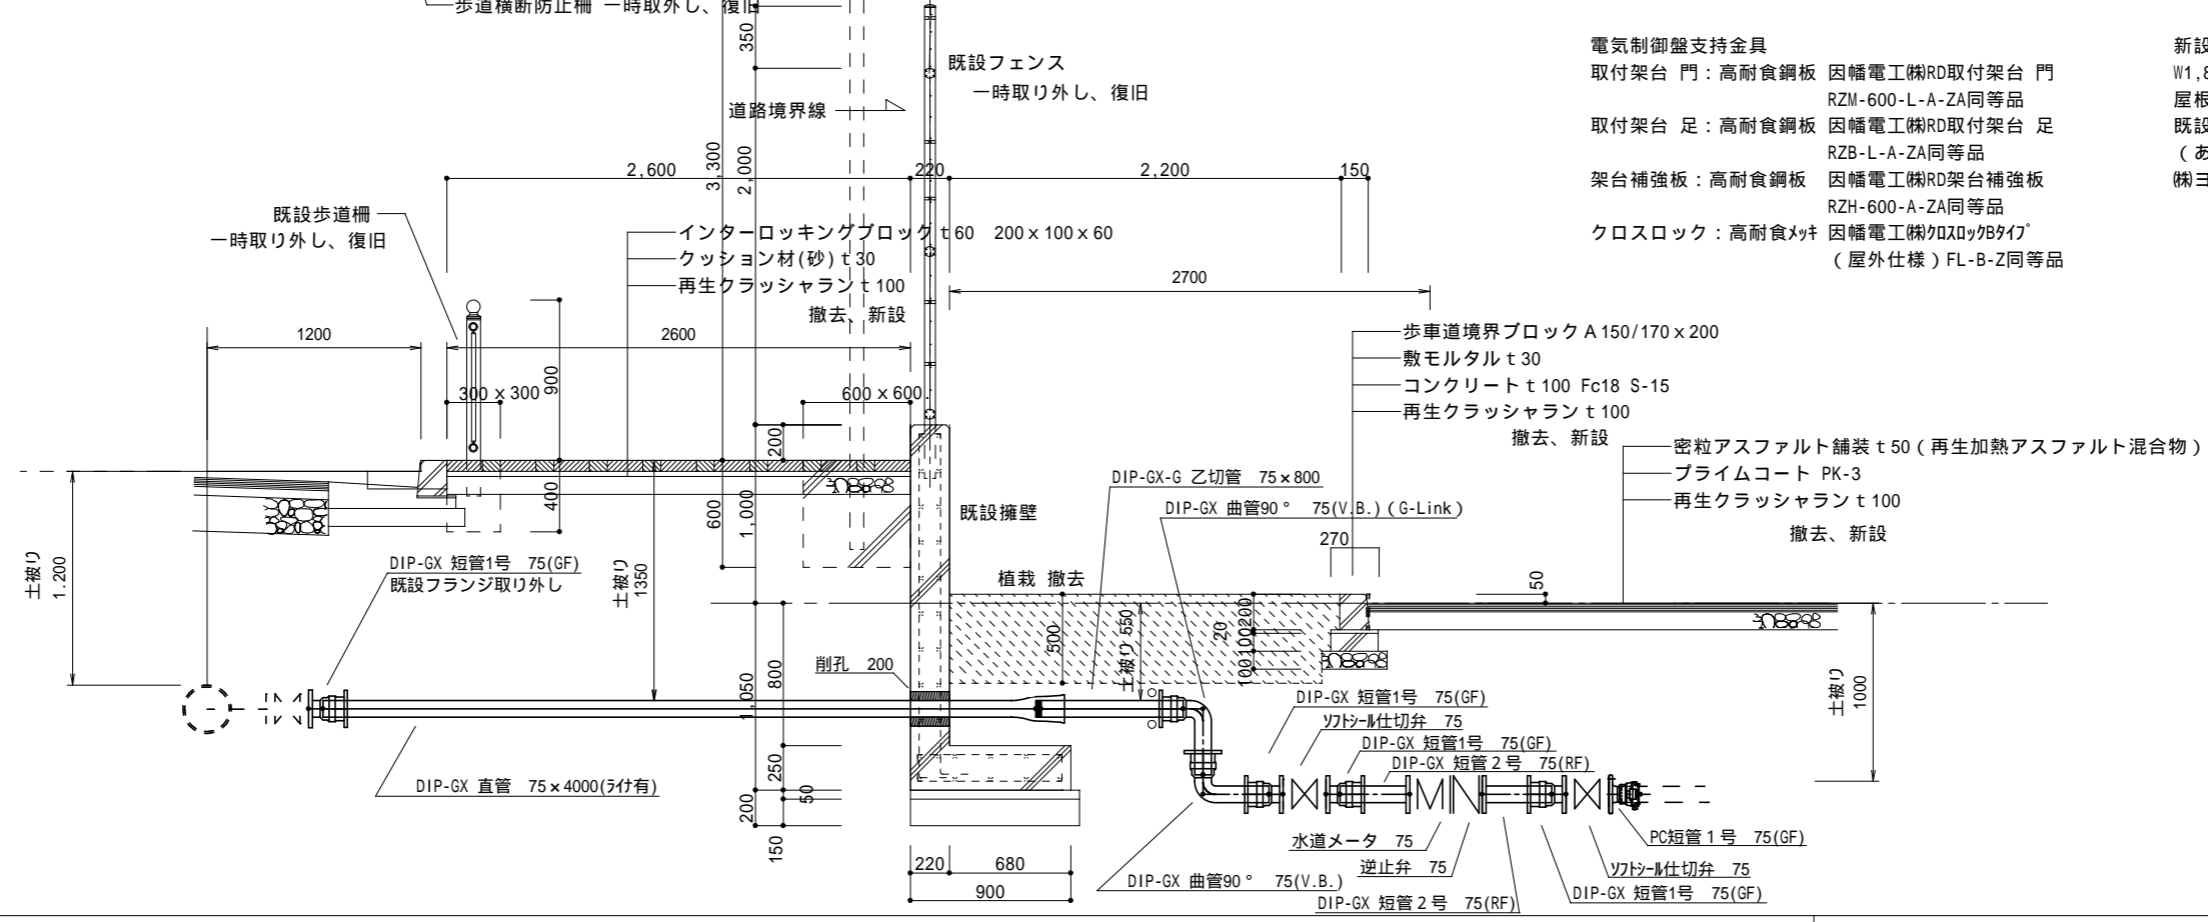 歩道横断防止柵 一時取外し、復旧
350
既設フェンス
一時取り外し、復旧
道路境界線
3,300
2,000
2,600
220
2,200
150
既設歩道柵
一時取り外し、復旧
インターロッキングブロック t60 200x100x60
クッション材(砂) t30
再生クラッシャラン t100
撤去、新設
2700
1200
2600
900
300 x 300
600 x 600
200
400
600
1,000
歩車道境界ブロック A 150/170 x 200
敷モルタル t 30
コンクリート t 100 Fc18 S-15
再生クラッシャラン t 100
撤去、新設
密粒アスファルト舗装 t 50 ( 再生加熱アスファルト混合物 )
プライムコート PK-3
再生クラッシャラン t 100
撤去、新設
電気制御盤支持金具
取付架台 門：高耐食鋼板 因幡電工㈱RD取付架台 門
RZM-600-L-A-ZA同等品
取付架台 足：高耐食鋼板 因幡電工㈱RD取付架台 足
RZB-L-A-ZA同等品
架台補強板：高耐食鋼板 因幡電工㈱RD架台補強板
RZH-600-A-ZA同等品
クロスロック：高耐食ﾒｯｷ 因幡電工㈱ｸﾛｽﾛｯｸBﾀｲﾌﾟ
（屋外仕様）FL-B-Z同等品
新設
W1,8
屋根
既設
（あ
㈱ヨ
DIP-GX-G 乙切管 75×800
DIP-GX 曲管90° 75(V.B.) ( G-Link )
既設擁壁
270
植栽 撤去
50
土被り
1.200
DIP-GX 短管1号 75(GF)
既設フランジ取り外し
土被り
1350
削孔 200
800
1,050
500
土被り 550
200
20
100
100
土被り
1000
DIP-GX 直管 75×4000(ﾗｲﾅ有)
250
50
200
150
220
680
900
DIP-GX 短管1号 75(GF)
ｿﾌﾄｼｰﾙ仕切弁 75
DIP-GX 短管1号 75(GF)
DIP-GX 短管２号 75(RF)
水道メータ 75
逆止弁 75
DIP-GX 曲管90° 75(V.B.)
DIP-GX 短管２号 75(RF)
PC短管１号 75(GF)
ｿﾌﾄｼｰﾙ仕切弁 75
DIP-GX 短管1号 75(GF)